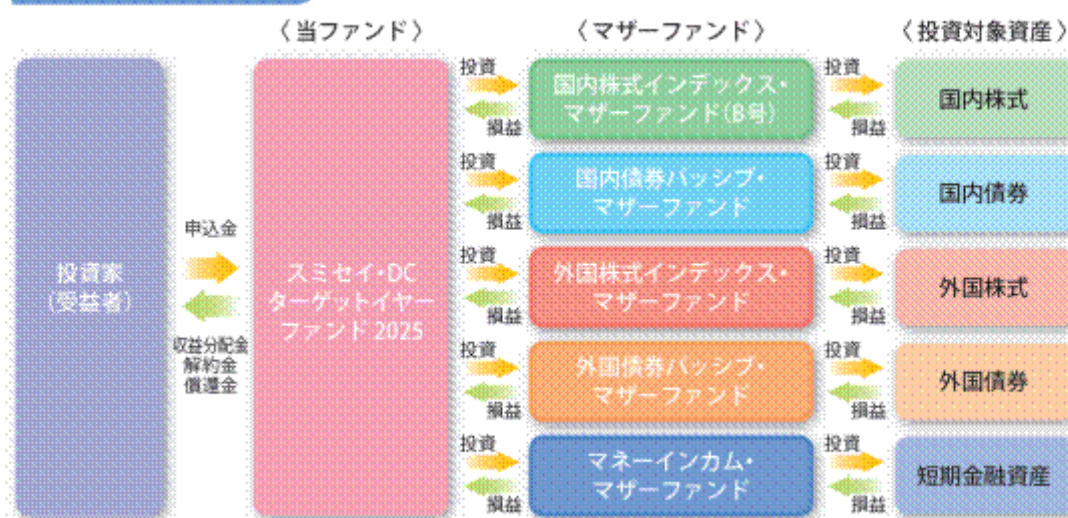 〈当ファンド〉
〈マザーファンド〉
〈投資対象資産〉
投資家
(受益者)
申込金
収益分配金
解約金
償還金
スミセイ・DC
ターゲットイヤー
ファンド 2025
投資
損益
国内株式インデックス・
マザーファンド(B号)
投資
損益
国内株式
投資
損益
国内債券パッシブ・
マザーファンド
投資
損益
国内債券
投資
損益
外国株式インデックス・
マザーファンド
投資
損益
外国株式
投資
損益
外国債券パッシブ・
マザーファンド
投資
損益
外国債券
投資
損益
マネーインカム・
マザーファンド
投資
損益
短期金融資産